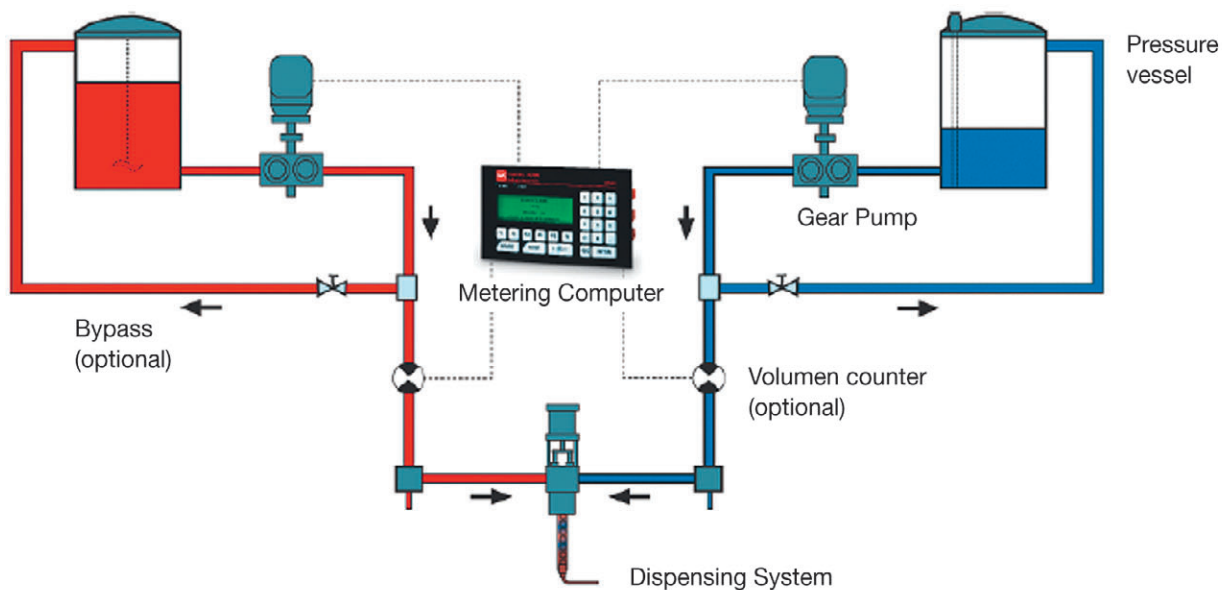 Pressure
vessel
Gear Pump
Metering Computer
Bypass
(optional)
Volumen counter
(optional)
Dispensing System